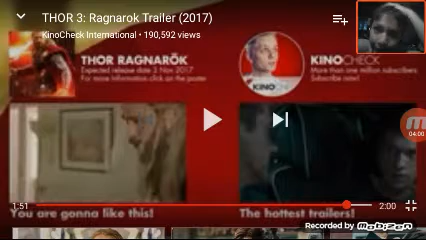 THOR 3: Ragnarok Trailer (2017)
KinoCheck International • 190,592 views
THOR RAGNARÖK
Expected release date 3 Nov 2017
For more information click on the poster
KINOCHECK
More than one million subscribers
Subscribe now!
KINO
04:00
1:51
2:00
You are gonna like this!
The hottest trailers!
Recorded by Mobizen